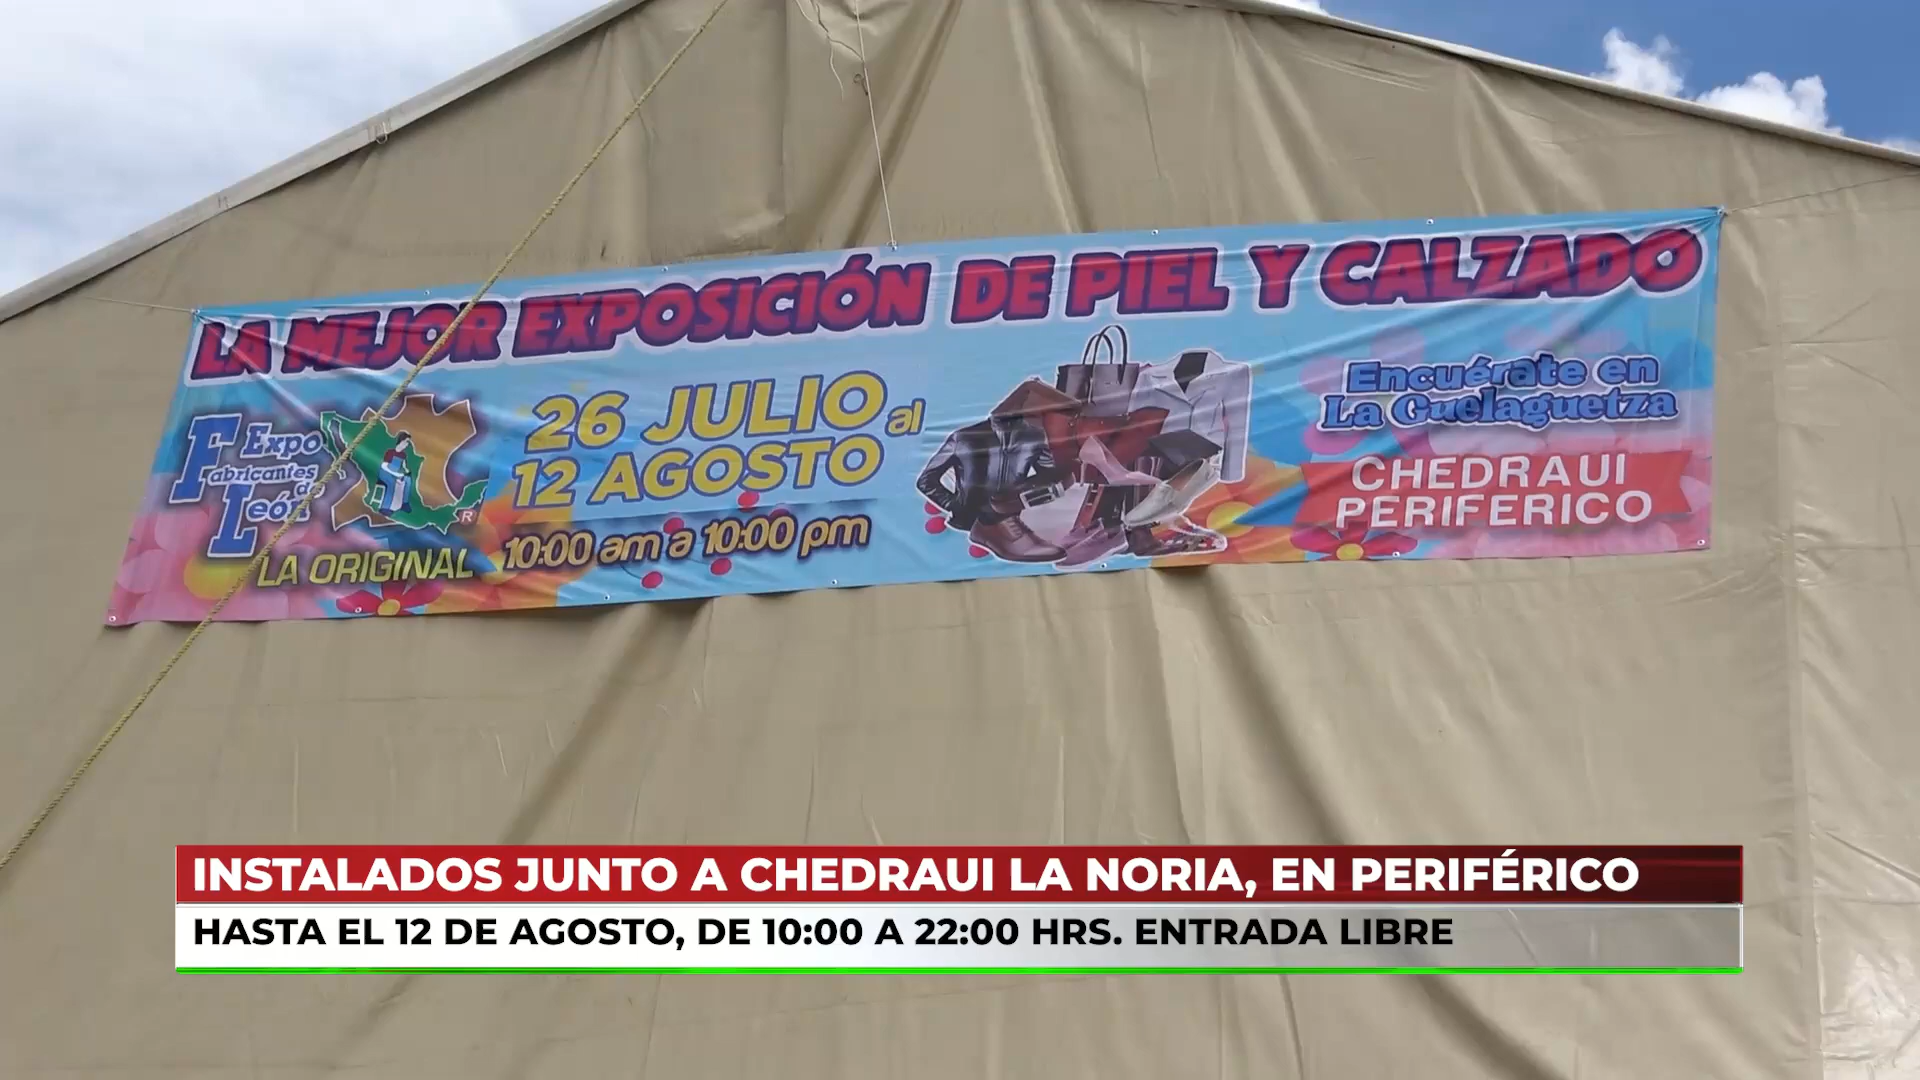 LA MEJOR EXPOSICIÓN DE PIEL Y CALZADO
Expo
Fabricantes
de
León
LA ORIGINAL
26 JULIO al
12 AGOSTO
10:00 am a 10:00 pm
Encuérate en
La Guelaguetza
CHEDRAUI
PERIFERICO
INSTALADOS JUNTO A CHEDRAUI LA NORIA, EN PERIFÉRICO
HASTA EL 12 DE AGOSTO, DE 10:00 A 22:00 HRS. ENTRADA LIBRE